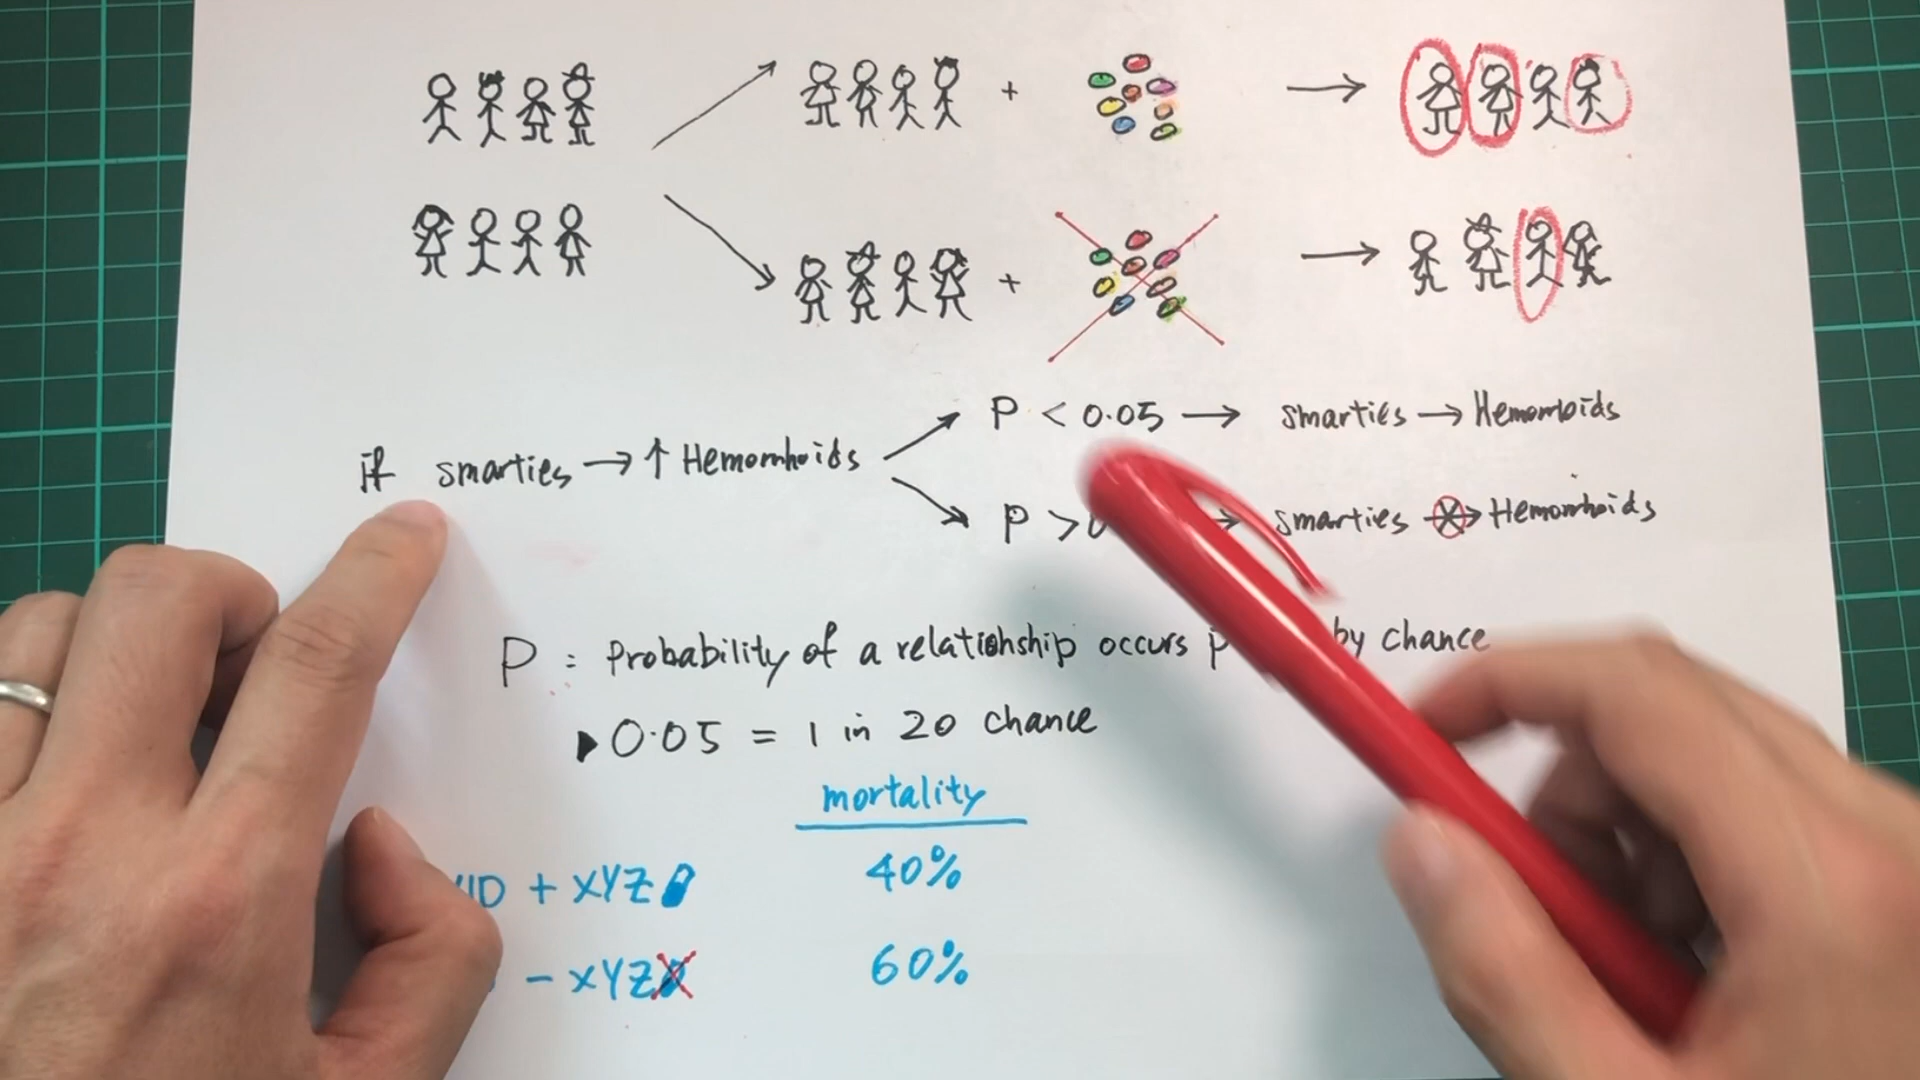 +
+
if smarties → ↑ Hemorrhoids
P < 0.05 → smarties → Hemorrhoids
P > → smarties → Hemorrhoids
P : Probability of a relationship occurs by chance
0.05 = 1 in 20 chance
mortality
+ XYZ 40%
- XYZ 60%